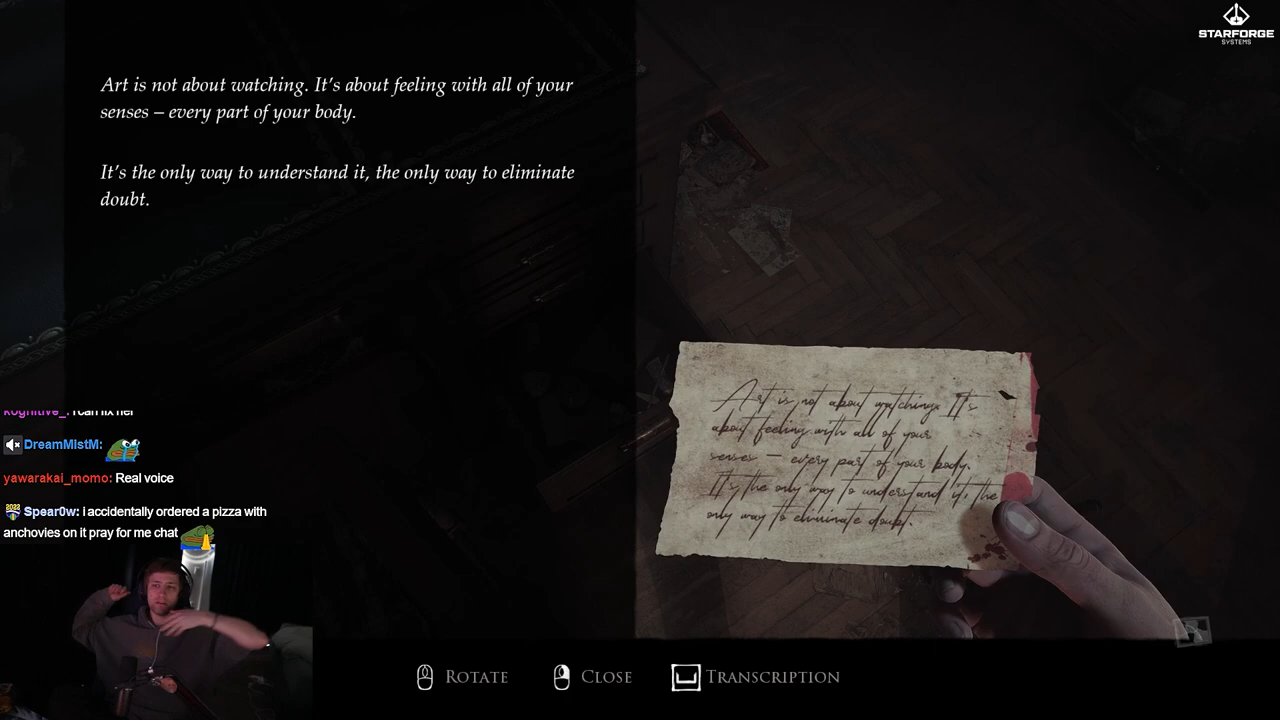 STARFORGE
SYSTEMS
Art is not about watching. It's about feeling with all of your
senses – every part of your body.
It's the only way to understand it, the only way to eliminate
doubt.
Art is not about watching. It's
about feeling with all of your
senses — every part of your body.
It's the only way to understand it, the
only way to eliminate doubt.
kognitive_: I can fix her
DreamMIstM:
yawarakai_momo: Real voice
Spear0w: i accidentally ordered a pizza with
anchovies on it pray for me chat
ROTATE
CLOSE
TRANSCRIPTION